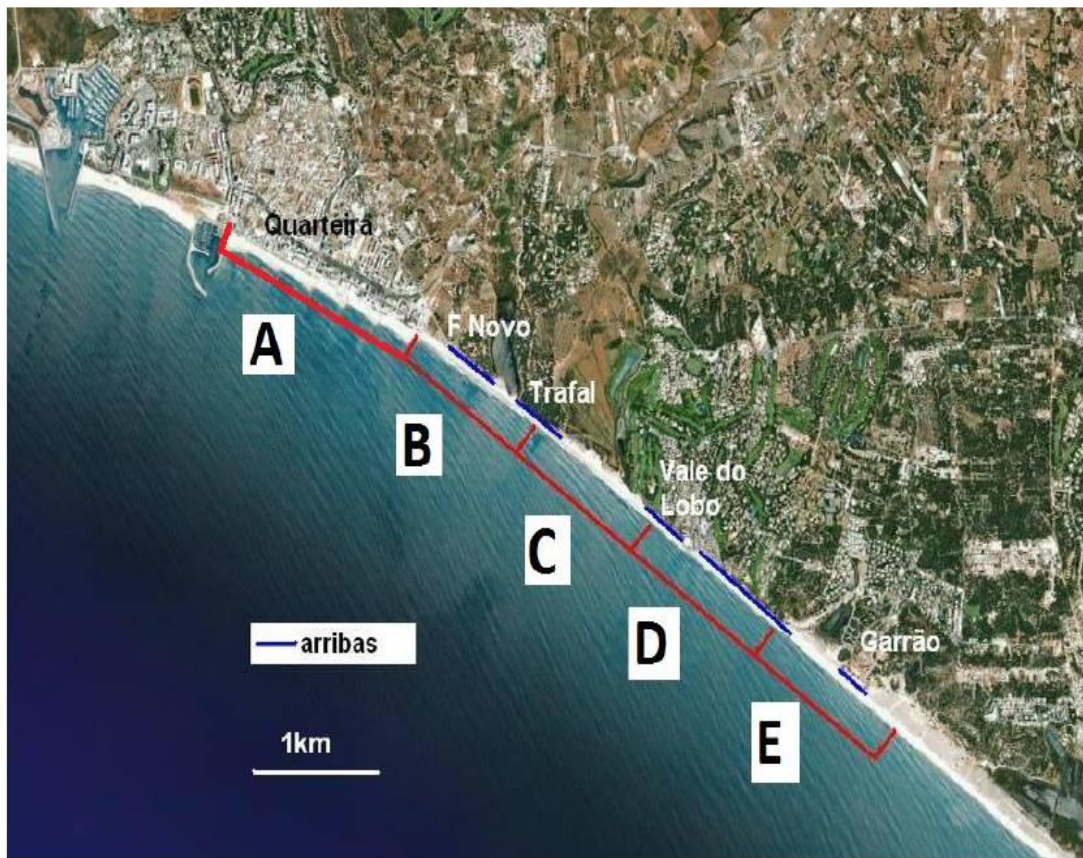 Quarteira
A
F Novo
Trafal
B
Vale do
Lobo
C
D
Garrão
E
arribas
1km